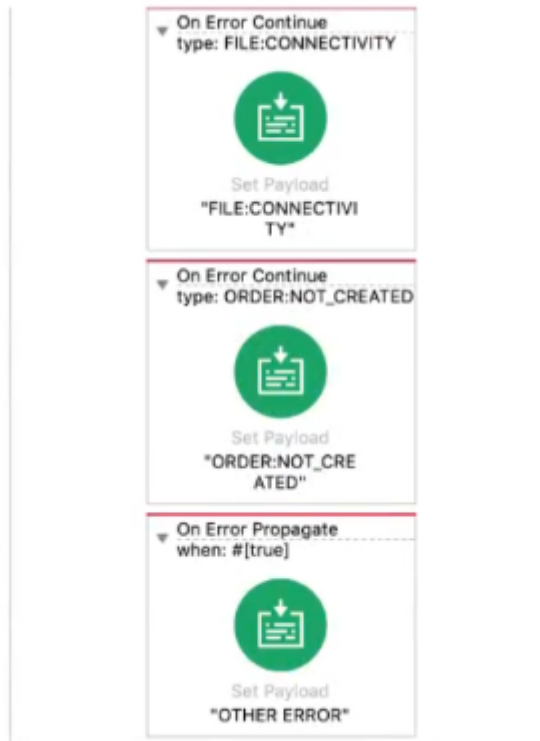 On Error Continue
type: FILE:CONNECTIVITY
Set Payload
"FILE:CONNECTIVI
TY"
On Error Continue
type: ORDER:NOT_CREATED
Set Payload
"ORDER:NOT_CRE
ATED"
On Error Propagate
when: #[true]
Set Payload
"OTHER ERROR"